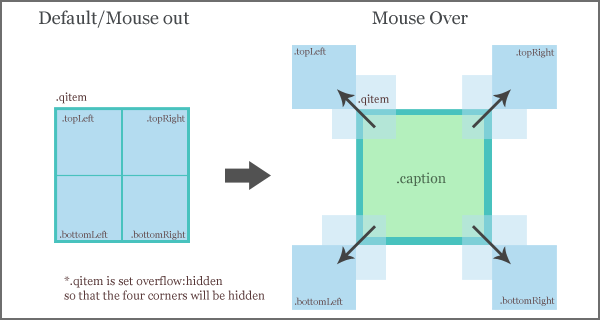 Default/Mouse out
Mouse Over
.qitem
.topLeft
.topRight
.bottomLeft
.bottomRight
*.qitem is set overflow:hidden
so that the four corners will be hidden
.topLeft
.topRight
.qitem
.caption
.bottomLeft
.bottomRight